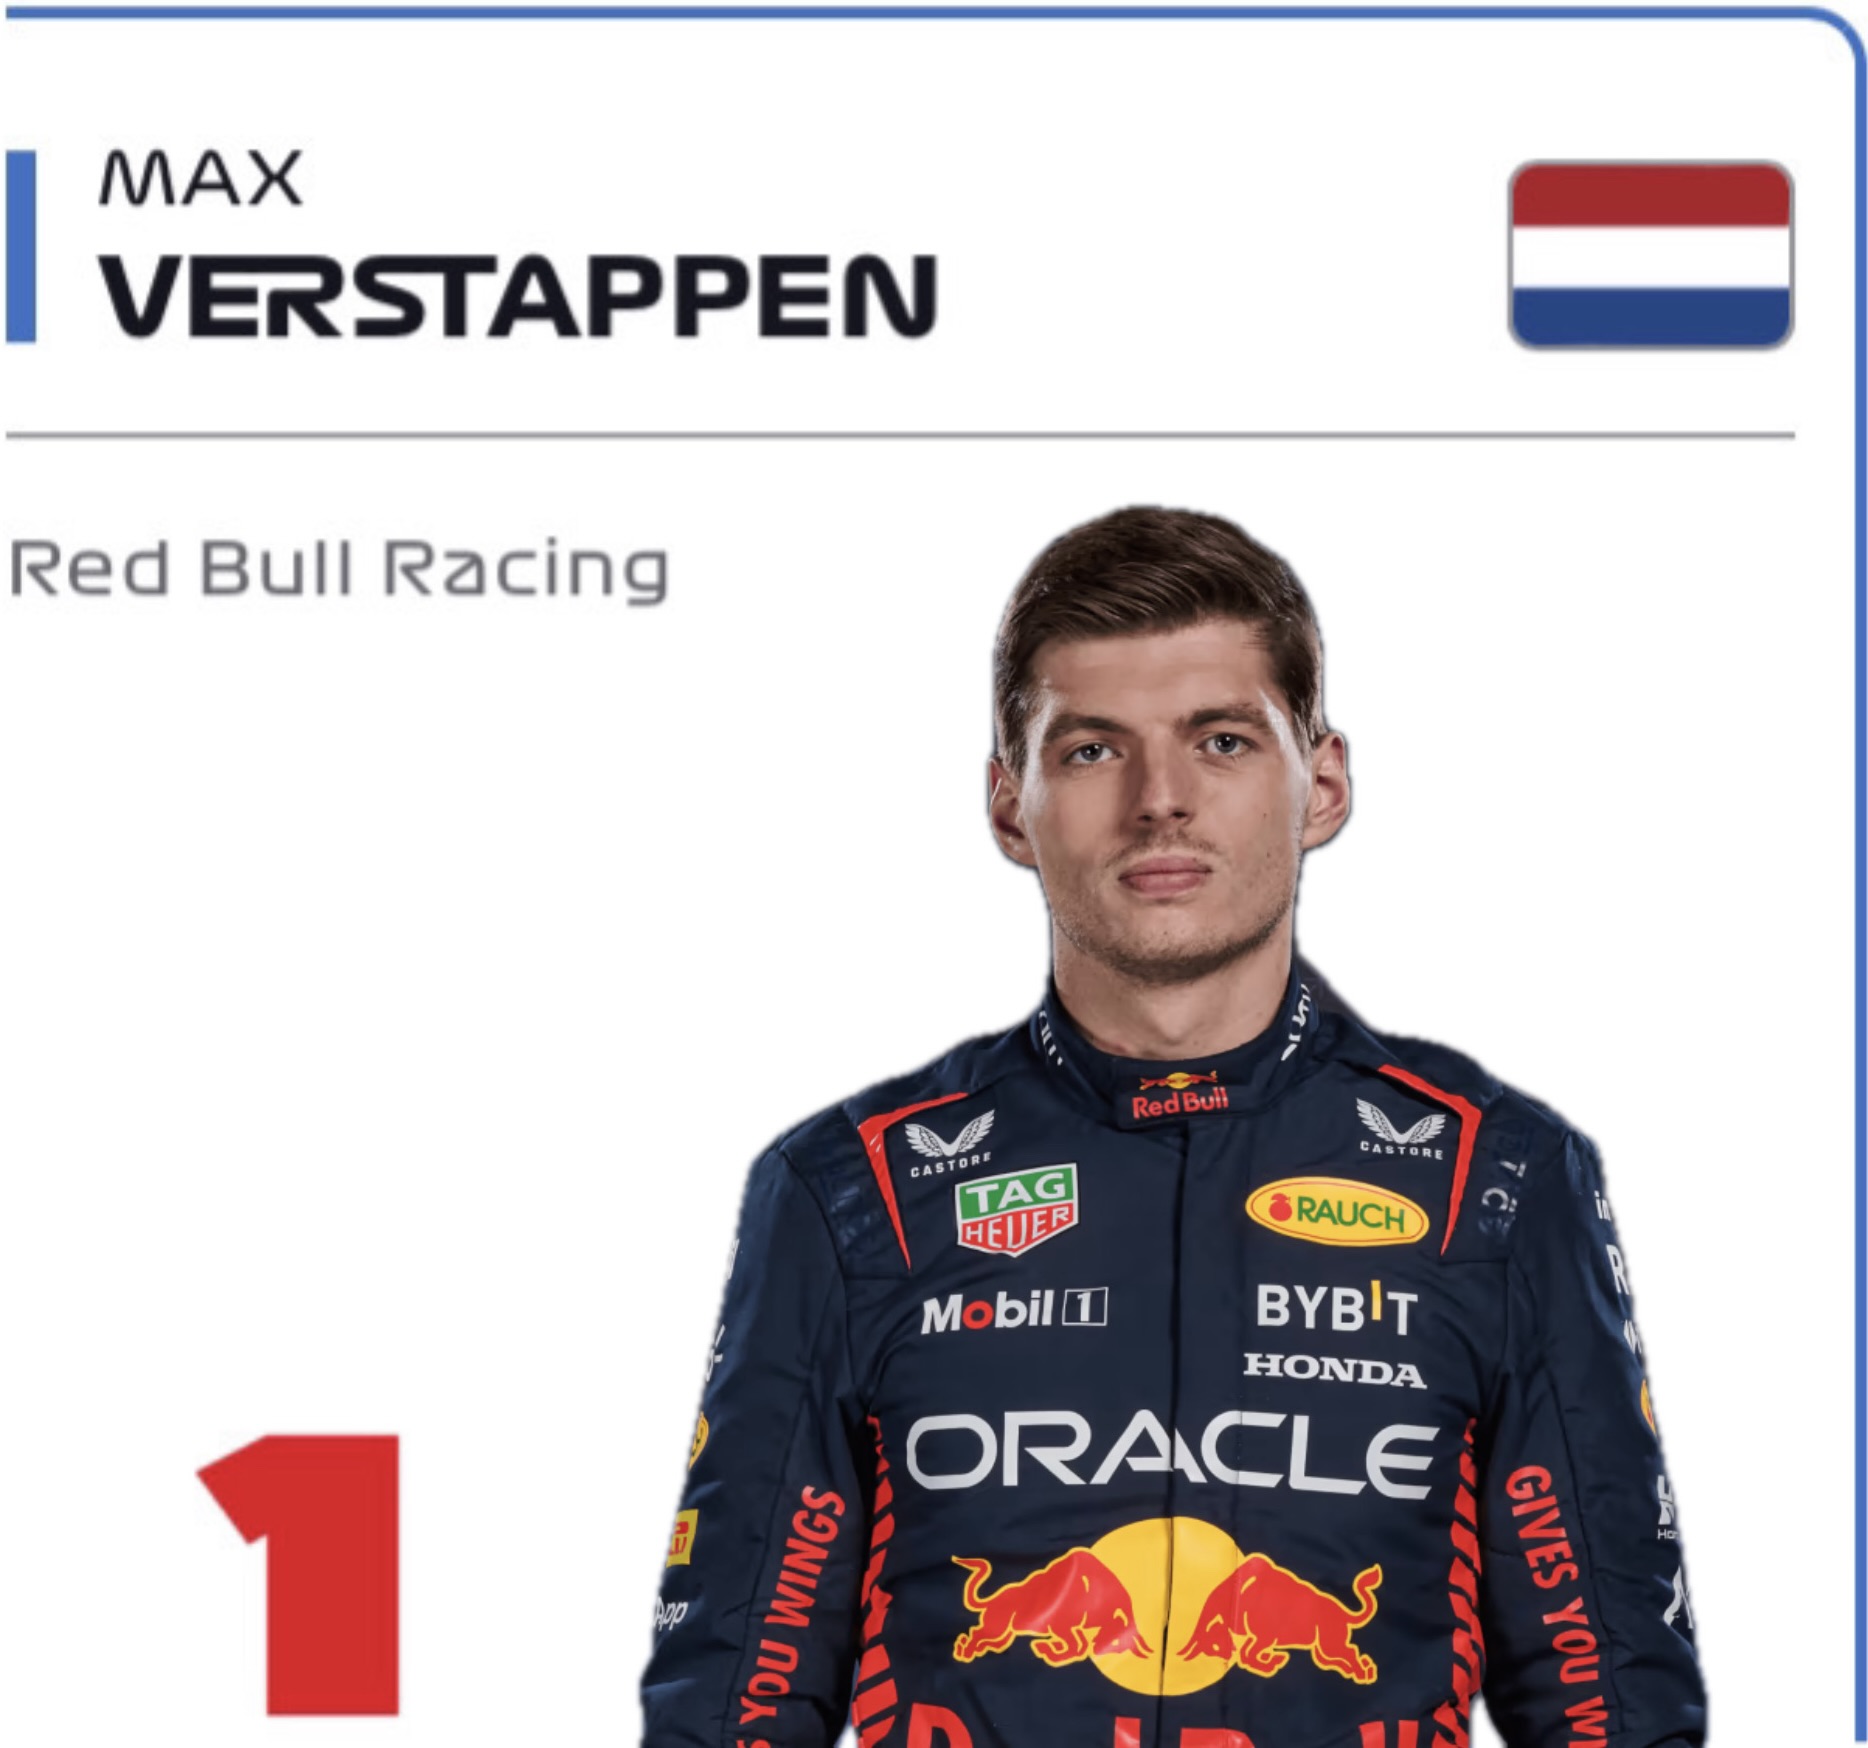 MAX
VERSTAPPEN
Red Bull Racing
Red Bull
CASTORE
CASTORE
TAG
HEUER
RAUCH
Mobil 1
BYBIT
HONDA
ORACLE
1
YOU WINGS
GIVES YOU